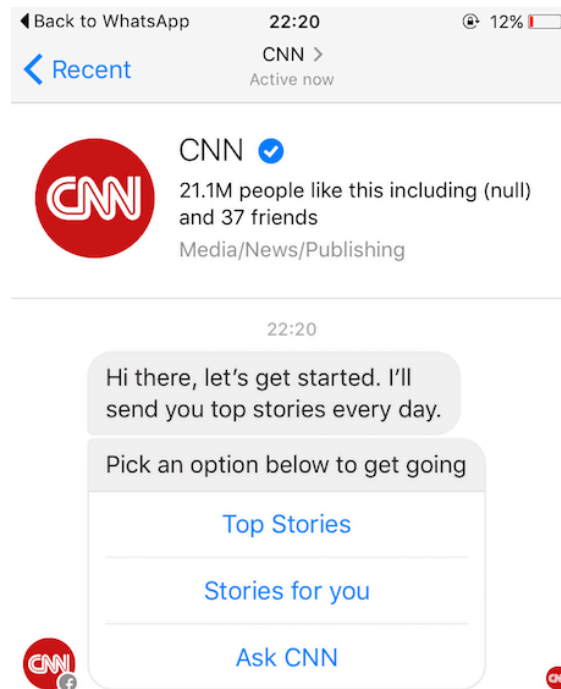 Back to WhatsApp 22:20 12%
Recent
CNN >
Active now
CNN
CNN
21.1M people like this including (null)
and 37 friends
Media/News/Publishing
22:20
Hi there, let's get started. I'll
send you top stories every day.
Pick an option below to get going
Top Stories
Stories for you
Ask CNN
CNN
f
CNN